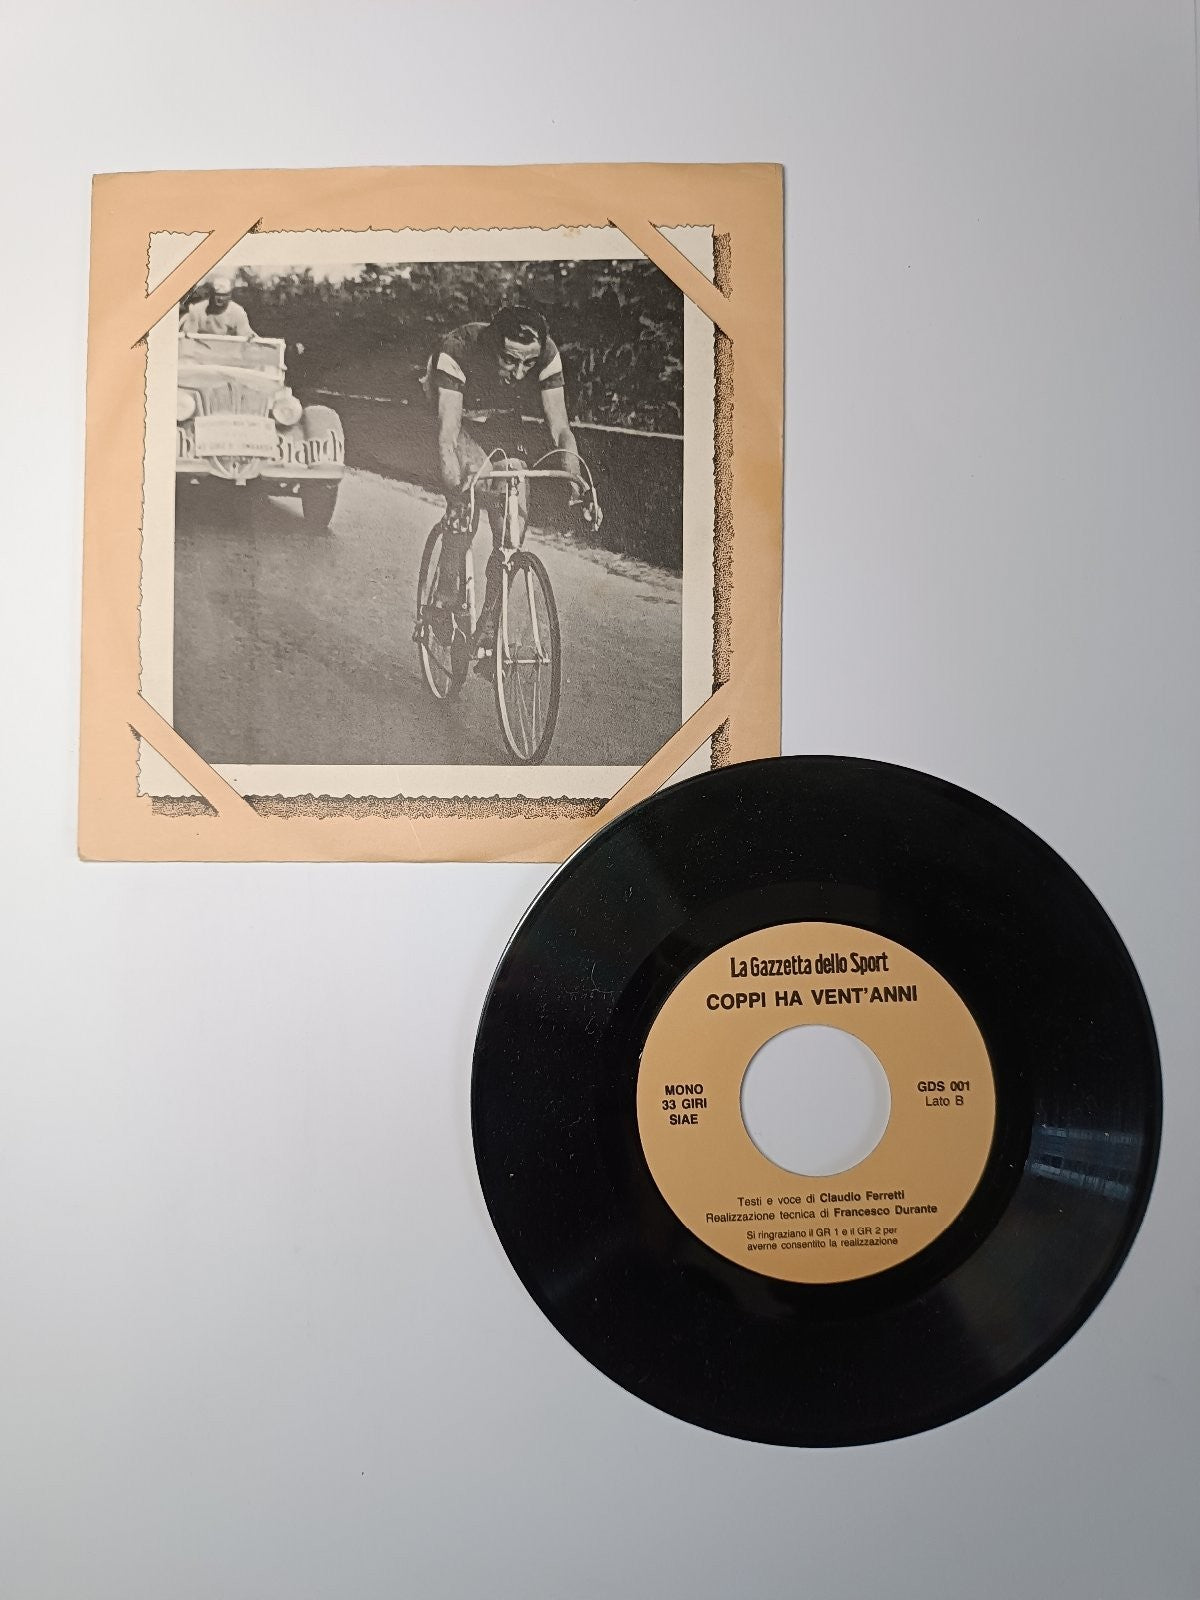 Bianchi
La Gazzetta dello Sport
COPPI HA VENT'ANNI
MONO
33 GIRI
SIAE
GDS 001
Lato B
Testi e voce di Claudio Ferretti
Realizzazione tecnica di Francesco Durante
Si ringraziano il GR 1 e il GR 2 per
averne consentito la realizzazione